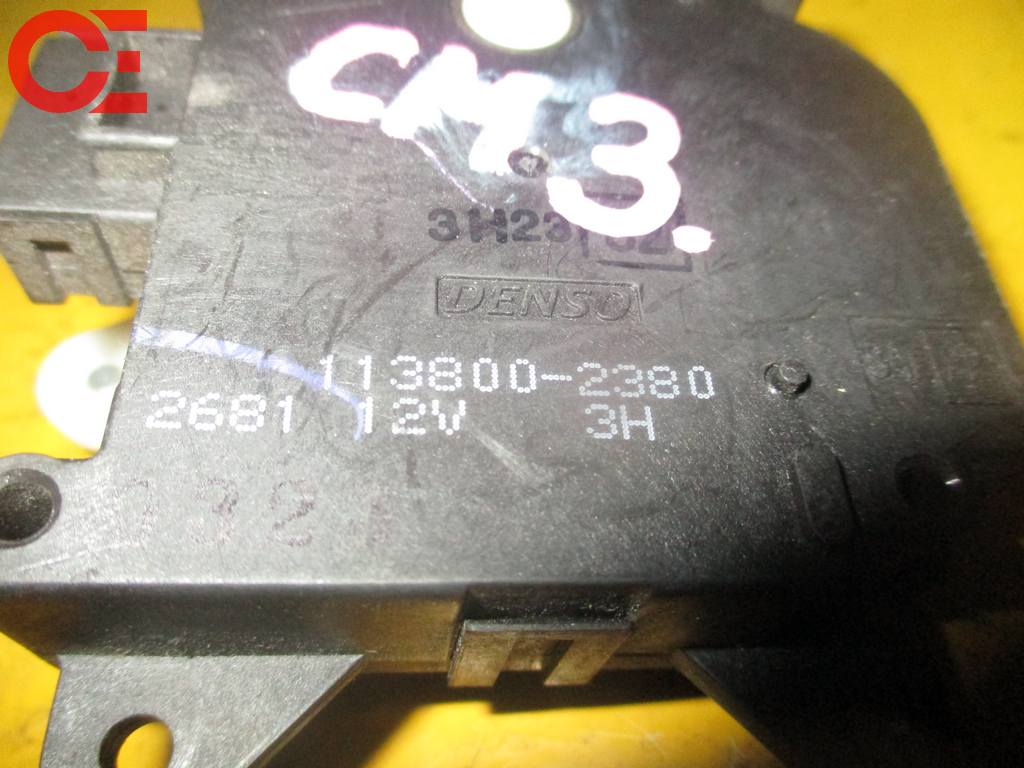 CE
CM3.
3H23
DENSO
113800-2380
2681 12V 3H